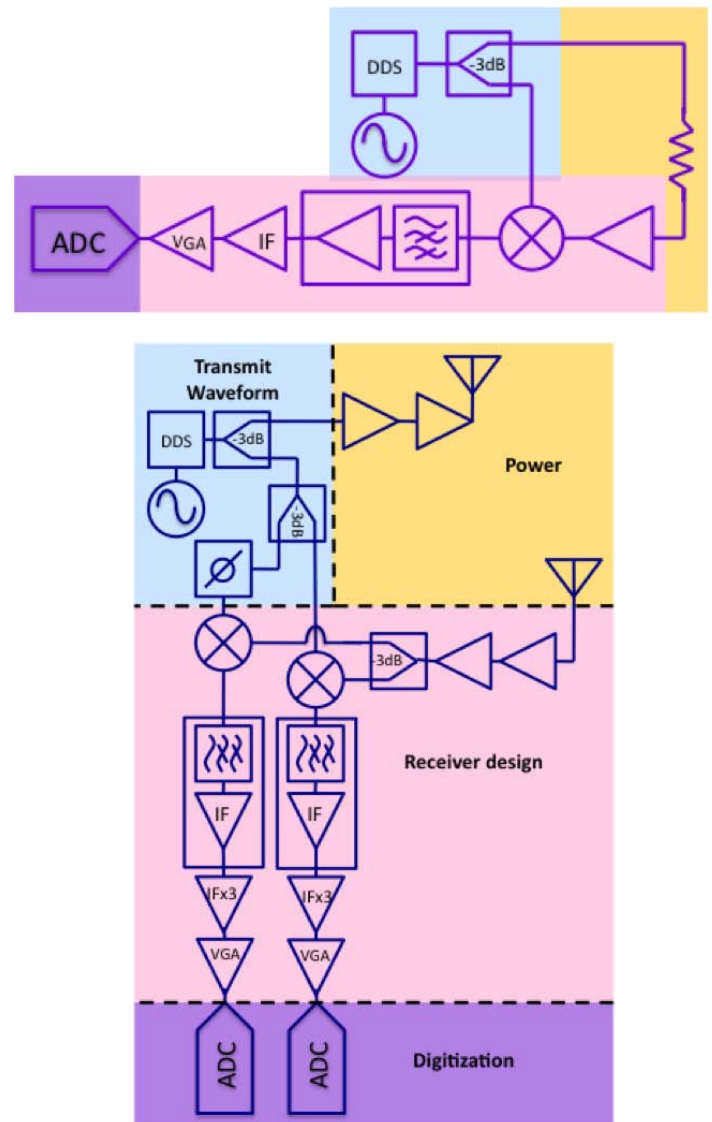 DDS
-3dB
ADC
VGA
IF
Transmit
Waveform
DDS
-3dB
-3dB
Power
-3dB
Receiver design
IF
IF
IFx3
IFx3
VGA
VGA
ADC
ADC
Digitization